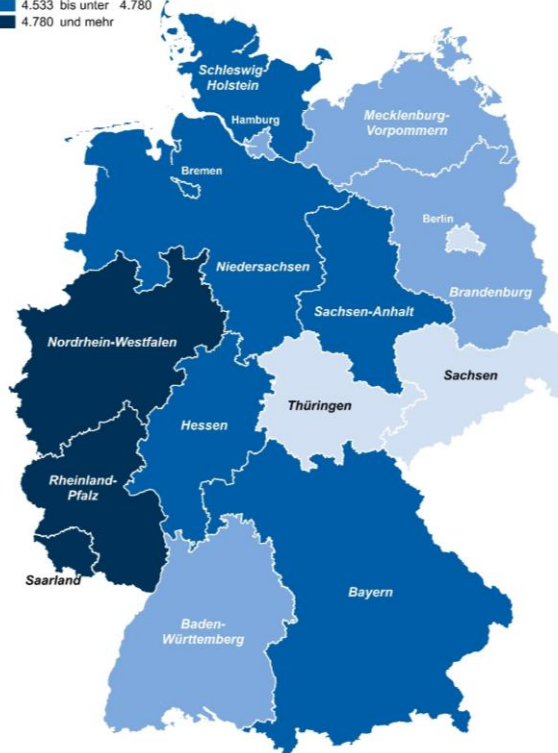 4.533 bis unter 4.780
4.780 und mehr
Schleswig-
Holstein
Hamburg
Mecklenburg-
Vorpommern
Bremen
Berlin
Niedersachsen
Brandenburg
Sachsen-Anhalt
Nordrhein-Westfalen
Sachsen
Thüringen
Hessen
Rheinland-
Pfalz
Saarland
Bayern
Baden-
Württemberg